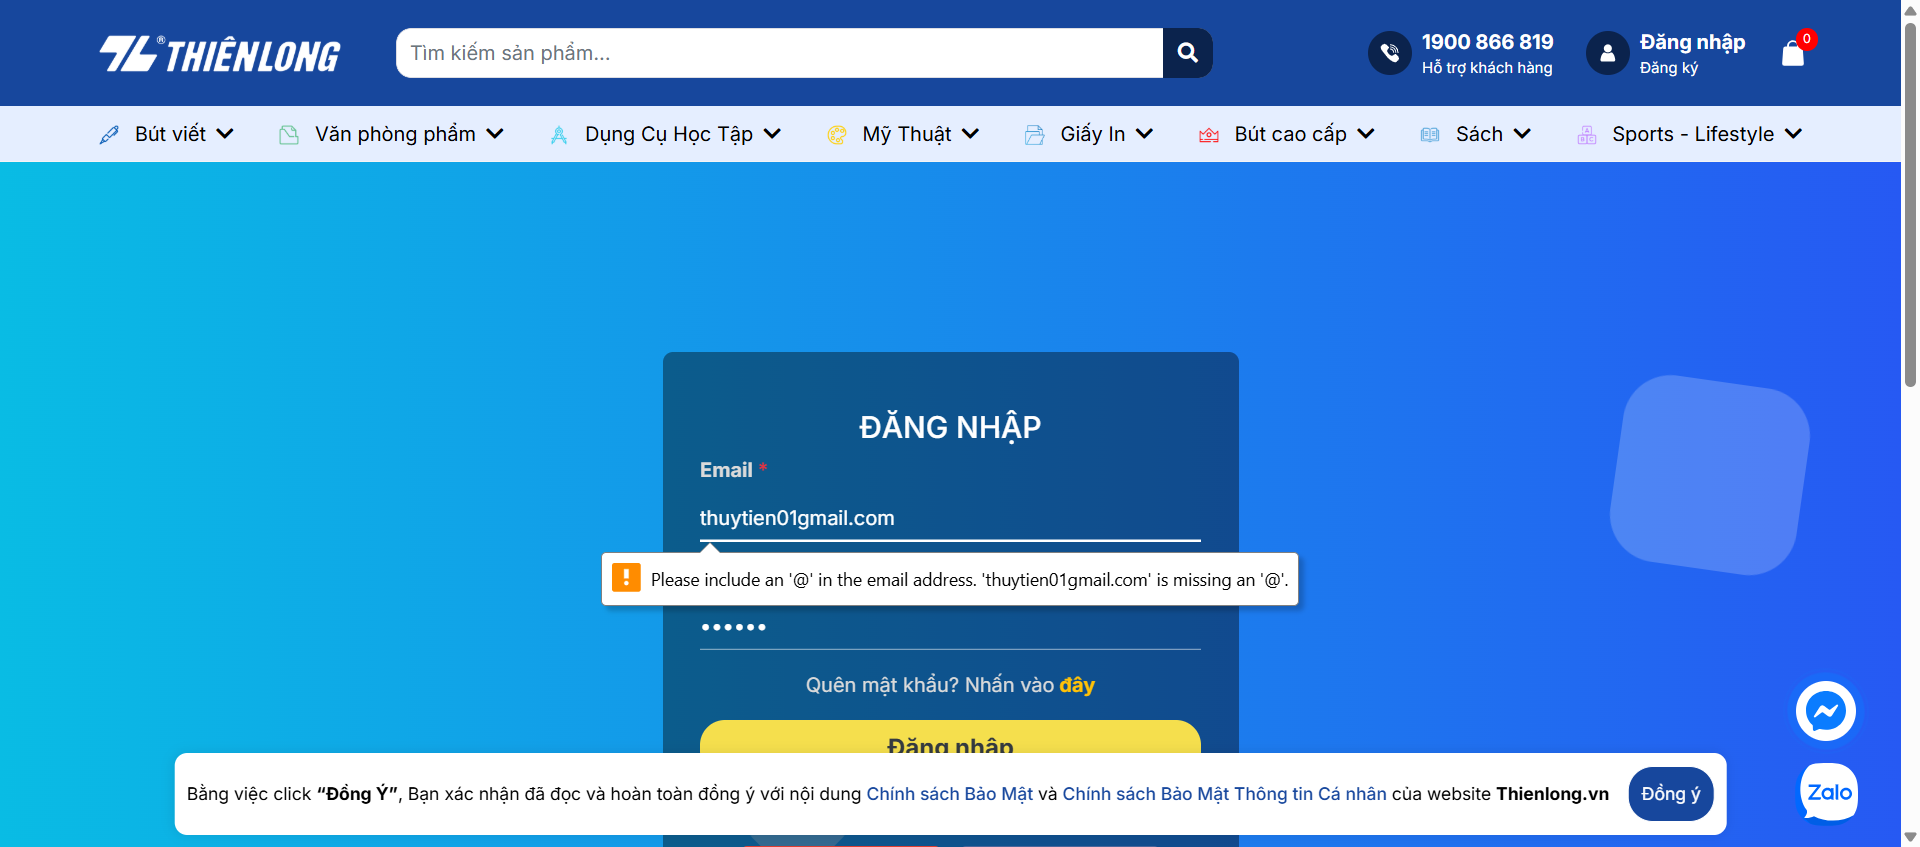 THIÊN LONG
®
Tìm kiếm sản phẩm...
1900 866 819
Hỗ trợ khách hàng
Đăng nhập
Đăng ký
0
Bút viết
Văn phòng phẩm
Dụng Cụ Học Tập
Mỹ Thuật
Giấy In
Bút cao cấp
Sách
Sports - Lifestyle
ĐĂNG NHẬP
Email *
thuytien01gmail.com
Please include an '@' in the email address. 'thuytien01gmail.com' is missing an '@'.
••••••
Quên mật khẩu? Nhấn vào đây
Đăng nhập
Bằng việc click “Đồng Ý”, Bạn xác nhận đã đọc và hoàn toàn đồng ý với nội dung Chính sách Bảo Mật và Chính sách Bảo Mật Thông tin Cá nhân của website Thienlong.vn
Đồng ý
Zalo